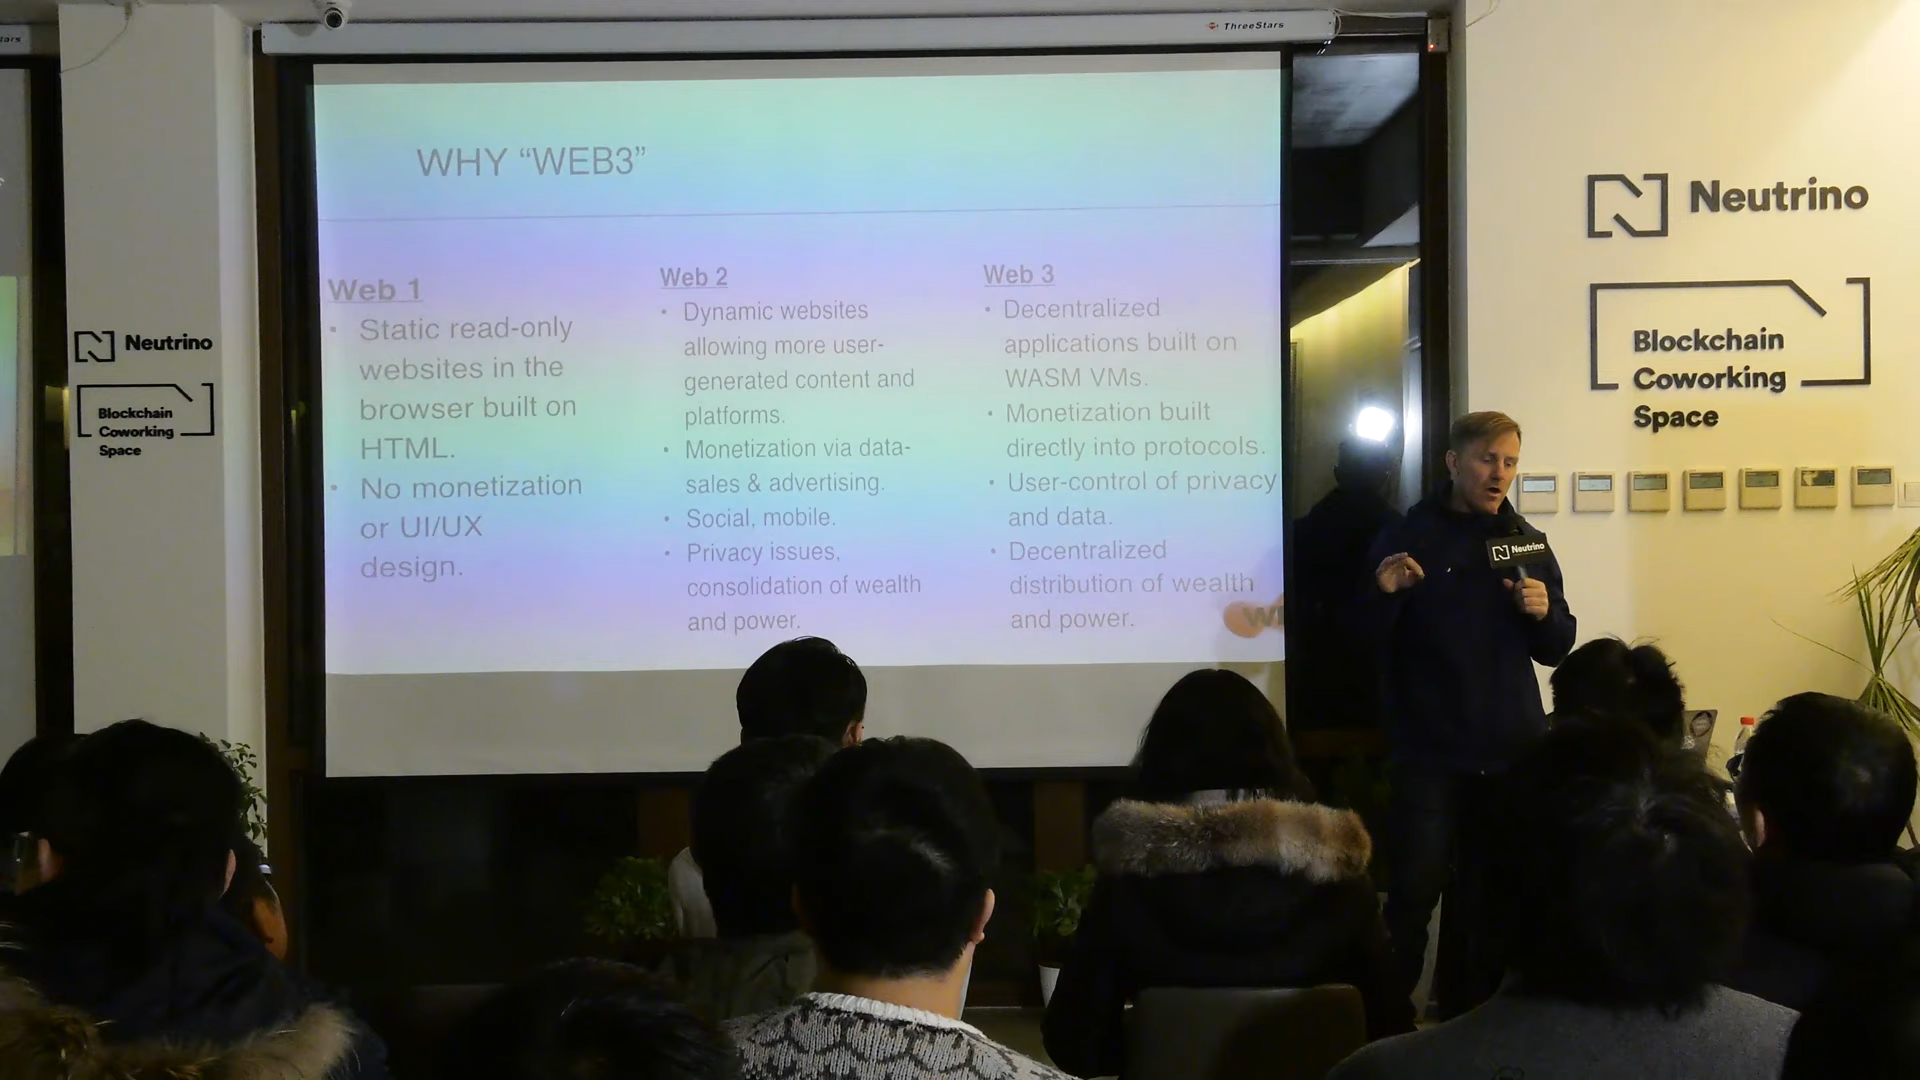 ThreeStars
WHY “WEB3”
Web 1
• Static read-only
websites in the
browser built on
HTML.
• No monetization
or UI/UX
design.
Web 2
• Dynamic websites
allowing more user-
generated content and
platforms.
• Monetization via data-
sales & advertising.
• Social, mobile.
• Privacy issues,
consolidation of wealth
and power.
Web 3
• Decentralized
applications built on
WASM VMs.
• Monetization built
directly into protocols.
• User-control of privacy
and data.
• Decentralized
distribution of wealth
and power.
Neutrino
Blockchain
Coworking
Space
Neutrino
Blockchain
Coworking
Space
Neutrino